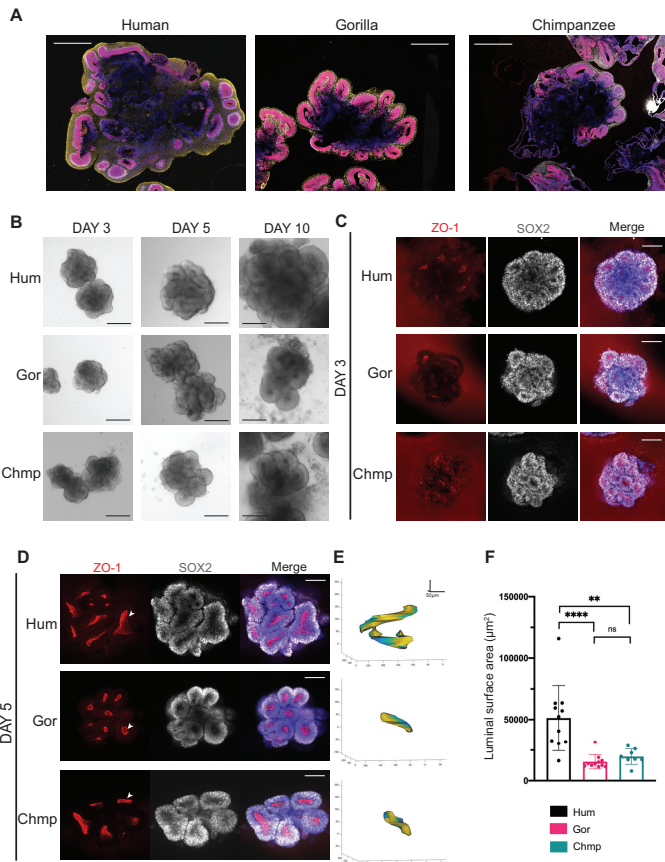 A
Human
Gorilla
Chimpanzee
B
DAY 3
DAY 5
DAY 10
Hum
Gor
Chmp
C
ZO-1
SOX2
Merge
DAY 3
Hum
Gor
Chmp
D
ZO-1
SOX2
Merge
DAY 5
Hum
Gor
Chmp
E
50μm
F
Luminal surface area (μm²)
150000
100000
50000
0
**
****
ns
Hum
Gor
Chmp